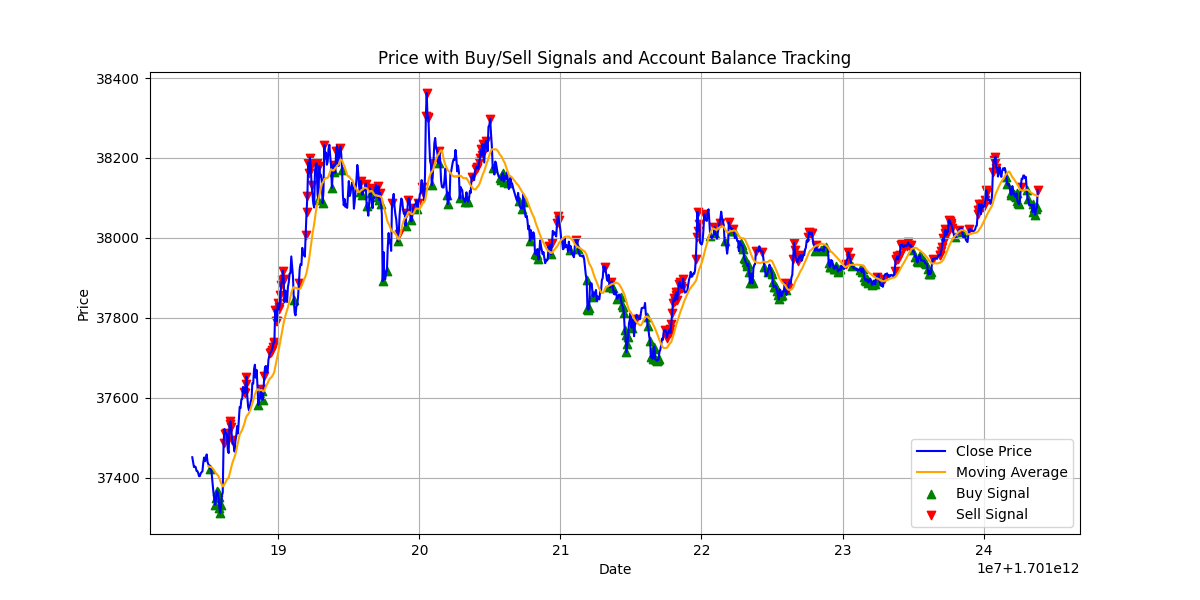 Price with Buy/Sell Signals and Account Balance Tracking
38400
38200
38000
37800
37600
37400
Price
Close Price
Moving Average
Buy Signal
Sell Signal
19 20 21 22 23 24
Date
1e7+1.701e12